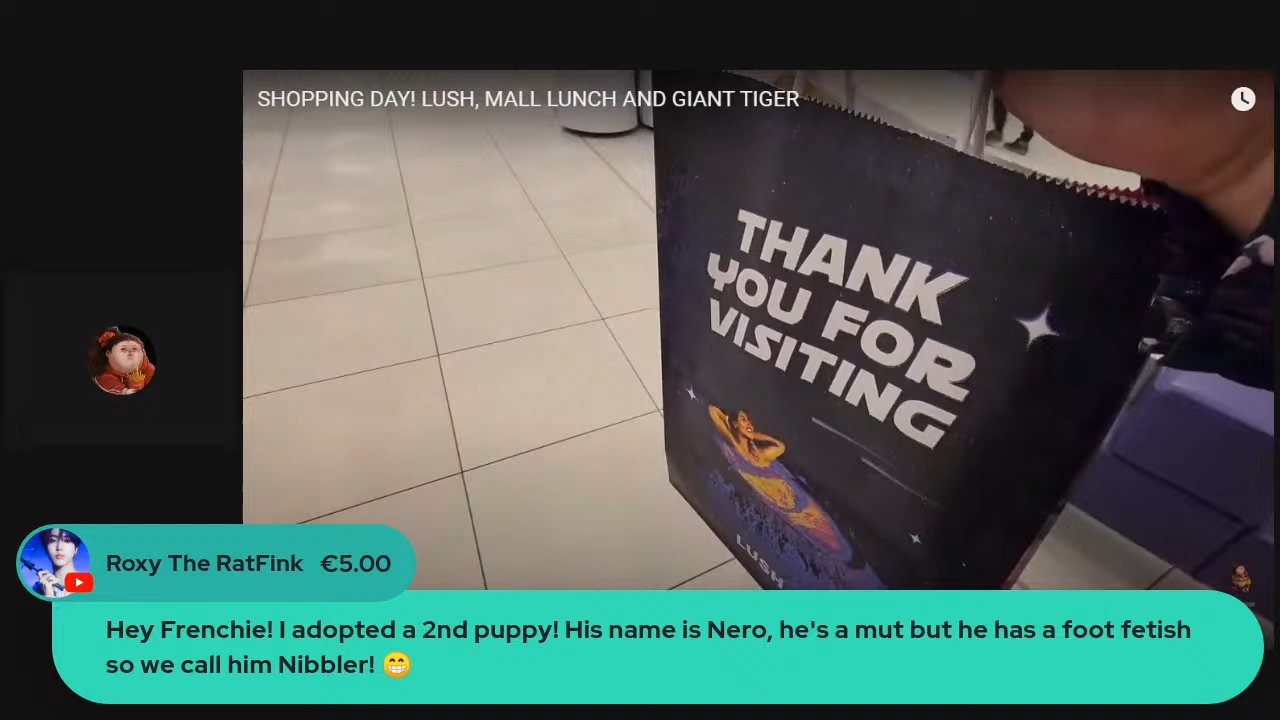 SHOPPING DAY! LUSH, MALL LUNCH AND GIANT TIGER
THANK
YOU FOR
VISITING
LUSH
Roxy The RatFink €5.00
Hey Frenchie! I adopted a 2nd puppy! His name is Nero, he's a mut but he has a foot fetish
so we call him Nibbler! 😁